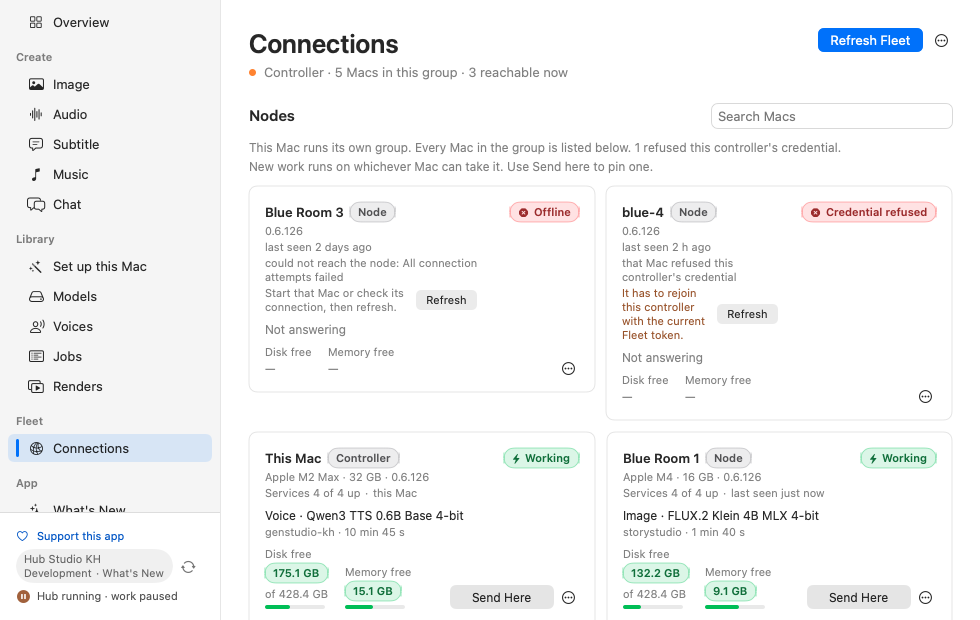 Overview
Create
Image
Audio
Subtitle
Music
Chat
Library
Set up this Mac
Models
Voices
Jobs
Renders
Fleet
Connections
App
What's New
Support this app
Hub Studio KH
Development · What's New
Hub running · work paused
Connections
Refresh Fleet
Controller · 5 Macs in this group · 3 reachable now
Nodes
Search Macs
This Mac runs its own group. Every Mac in the group is listed below. 1 refused this controller's credential.
New work runs on whichever Mac can take it. Use Send here to pin one.
Blue Room 3 Node Offline
0.6.126
last seen 2 days ago
could not reach the node: All connection
attempts failed
Start that Mac or check its
connection, then refresh.
Refresh
Not answering
Disk free Memory free
— —
blue-4 Node Credential refused
0.6.126
last seen 2 h ago
that Mac refused this
controller's credential
It has to rejoin
this controller
with the current
Fleet token.
Refresh
Not answering
Disk free Memory free
— —
This Mac Controller Working
Apple M2 Max · 32 GB · 0.6.126
Services 4 of 4 up · this Mac
Voice · Qwen3 TTS 0.6B Base 4-bit
genstudio-kh · 10 min 45 s
Disk free
175.1 GB
of 428.4 GB
Memory free
15.1 GB
Send Here
Blue Room 1 Node Working
Apple M4 · 16 GB · 0.6.126
Services 4 of 4 up · last seen just now
Image · FLUX.2 Klein 4B MLX 4-bit
storystudio · 1 min 40 s
Disk free
132.2 GB
of 428.4 GB
Memory free
9.1 GB
Send Here